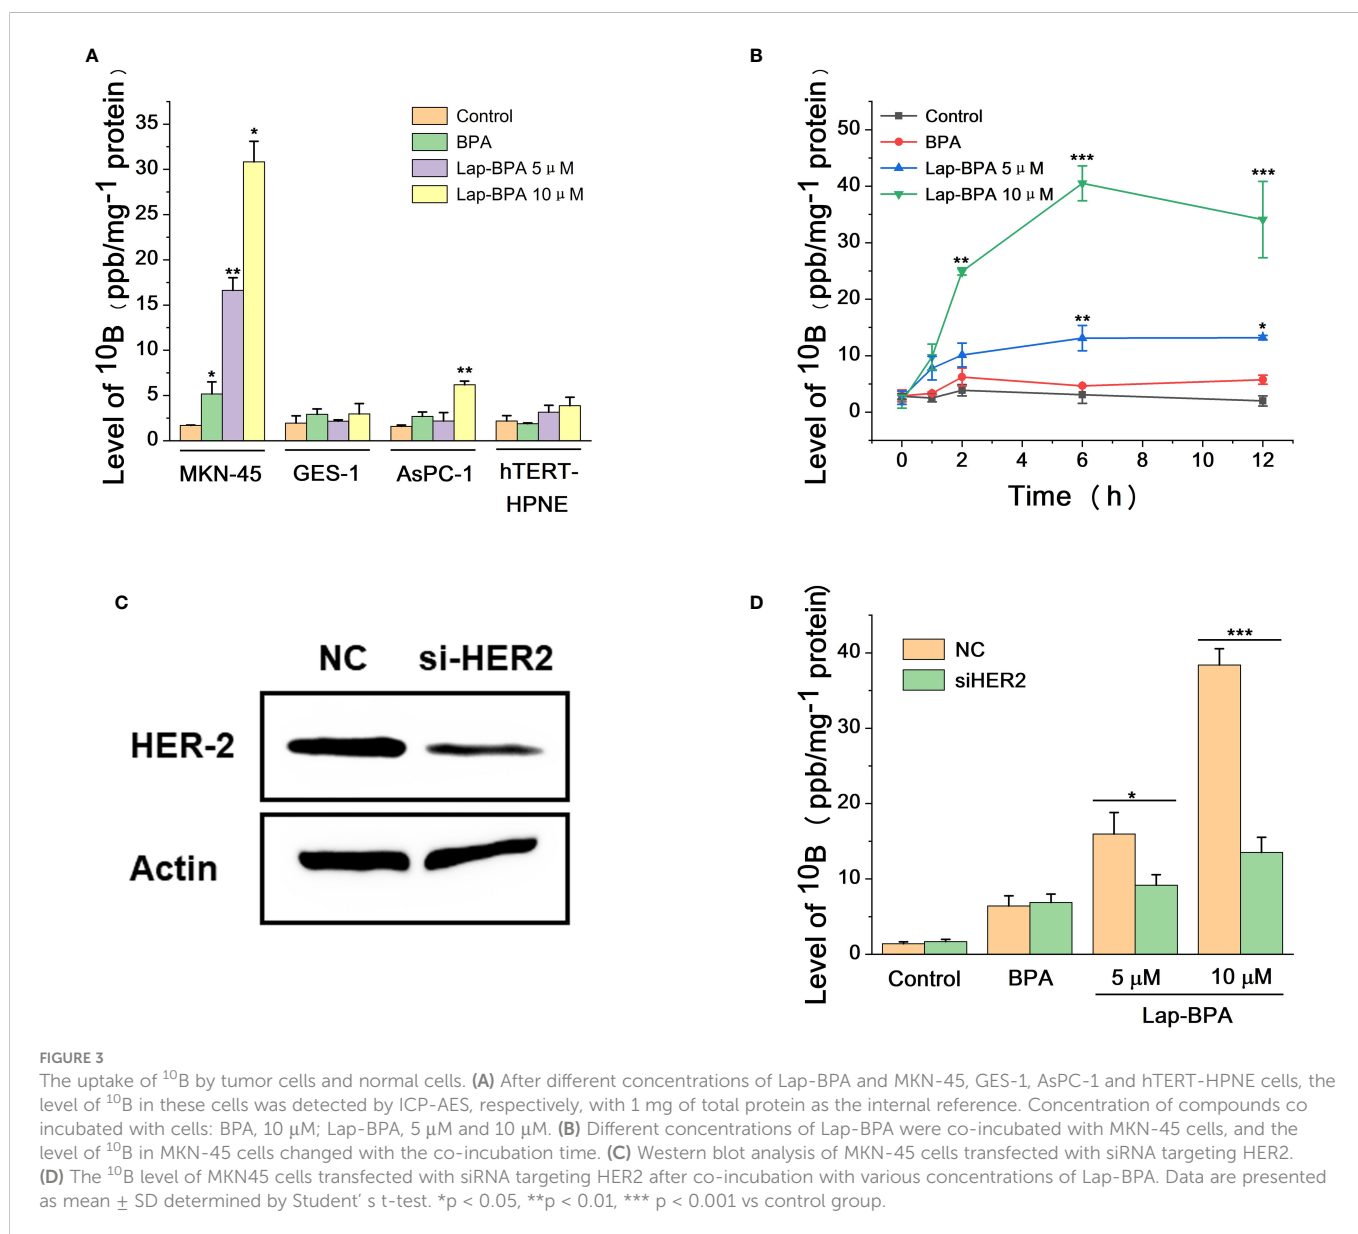 A
Level of ¹⁰B (ppb/mg⁻¹ protein)
35
30
25
20
15
10
5
0
Control
BPA
Lap-BPA 5 μM
Lap-BPA 10 μM
*
**
*
**
MKN-45 GES-1 AsPC-1 hTERT-
HPNE
B
Level of ¹⁰B (ppb/mg⁻¹ protein)
50
40
30
20
10
0
Control
BPA
Lap-BPA 5 μM
Lap-BPA 10 μM
***
***
**
**
*
0 2 4 6 8 10 12
Time (h)
C
NC si-HER2
HER-2
Actin
D
Level of ¹⁰B (ppb/mg⁻¹ protein)
40
30
20
10
0
NC
siHER2
***
*
Control BPA 5 μM 10 μM
Lap-BPA
FIGURE 3
The uptake of ¹⁰B by tumor cells and normal cells. (A) After different concentrations of Lap-BPA and MKN-45, GES-1, AsPC-1 and hTERT-HPNE cells, the
level of ¹⁰B in these cells was detected by ICP-AES, respectively, with 1 mg of total protein as the internal reference. Concentration of compounds co
incubated with cells: BPA, 10 μM; Lap-BPA, 5 μM and 10 μM. (B) Different concentrations of Lap-BPA were co-incubated with MKN-45 cells, and the
level of ¹⁰B in MKN-45 cells changed with the co-incubation time. (C) Western blot analysis of MKN-45 cells transfected with siRNA targeting HER2.
(D) The ¹⁰B level of MKN45 cells transfected with siRNA targeting HER2 after co-incubation with various concentrations of Lap-BPA. Data are presented
as mean ± SD determined by Student' s t-test. *p < 0.05, **p < 0.01, *** p < 0.001 vs control group.